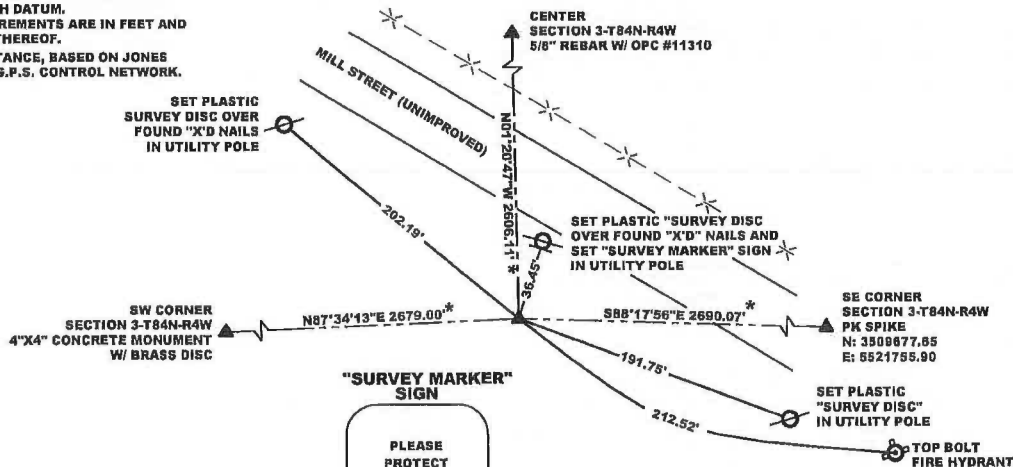 H DATUM.
REMENTS ARE IN FEET AND
THEREOF.
TANCE, BASED ON JONES
G.P.S. CONTROL NETWORK.
CENTER
SECTION 3-T84N-R4W
5/8" REBAR W/ OPC #11310
MILL STREET (UNIMPROVED)
SET PLASTIC
SURVEY DISC OVER
FOUND "X'D NAILS
IN UTILITY POLE
N01°20'47"W 2606.11' *
202.19'
36.45'
SET PLASTIC "SURVEY DISC
OVER FOUND "X'D" NAILS AND
SET "SURVEY MARKER" SIGN
IN UTILITY POLE
SW CORNER
SECTION 3-T84N-R4W
4"X4" CONCRETE MONUMENT
W/ BRASS DISC
N87°34'13"E 2679.00' *
S88°17'56"E 2690.07' *
SE CORNER
SECTION 3-T84N-R4W
PK SPIKE
N: 3509677.65
E: 5521755.90
191.75'
212.52'
SET PLASTIC
"SURVEY DISC"
IN UTILITY POLE
TOP BOLT
FIRE HYDRANT
"SURVEY MARKER"
SIGN
PLEASE
PROTECT